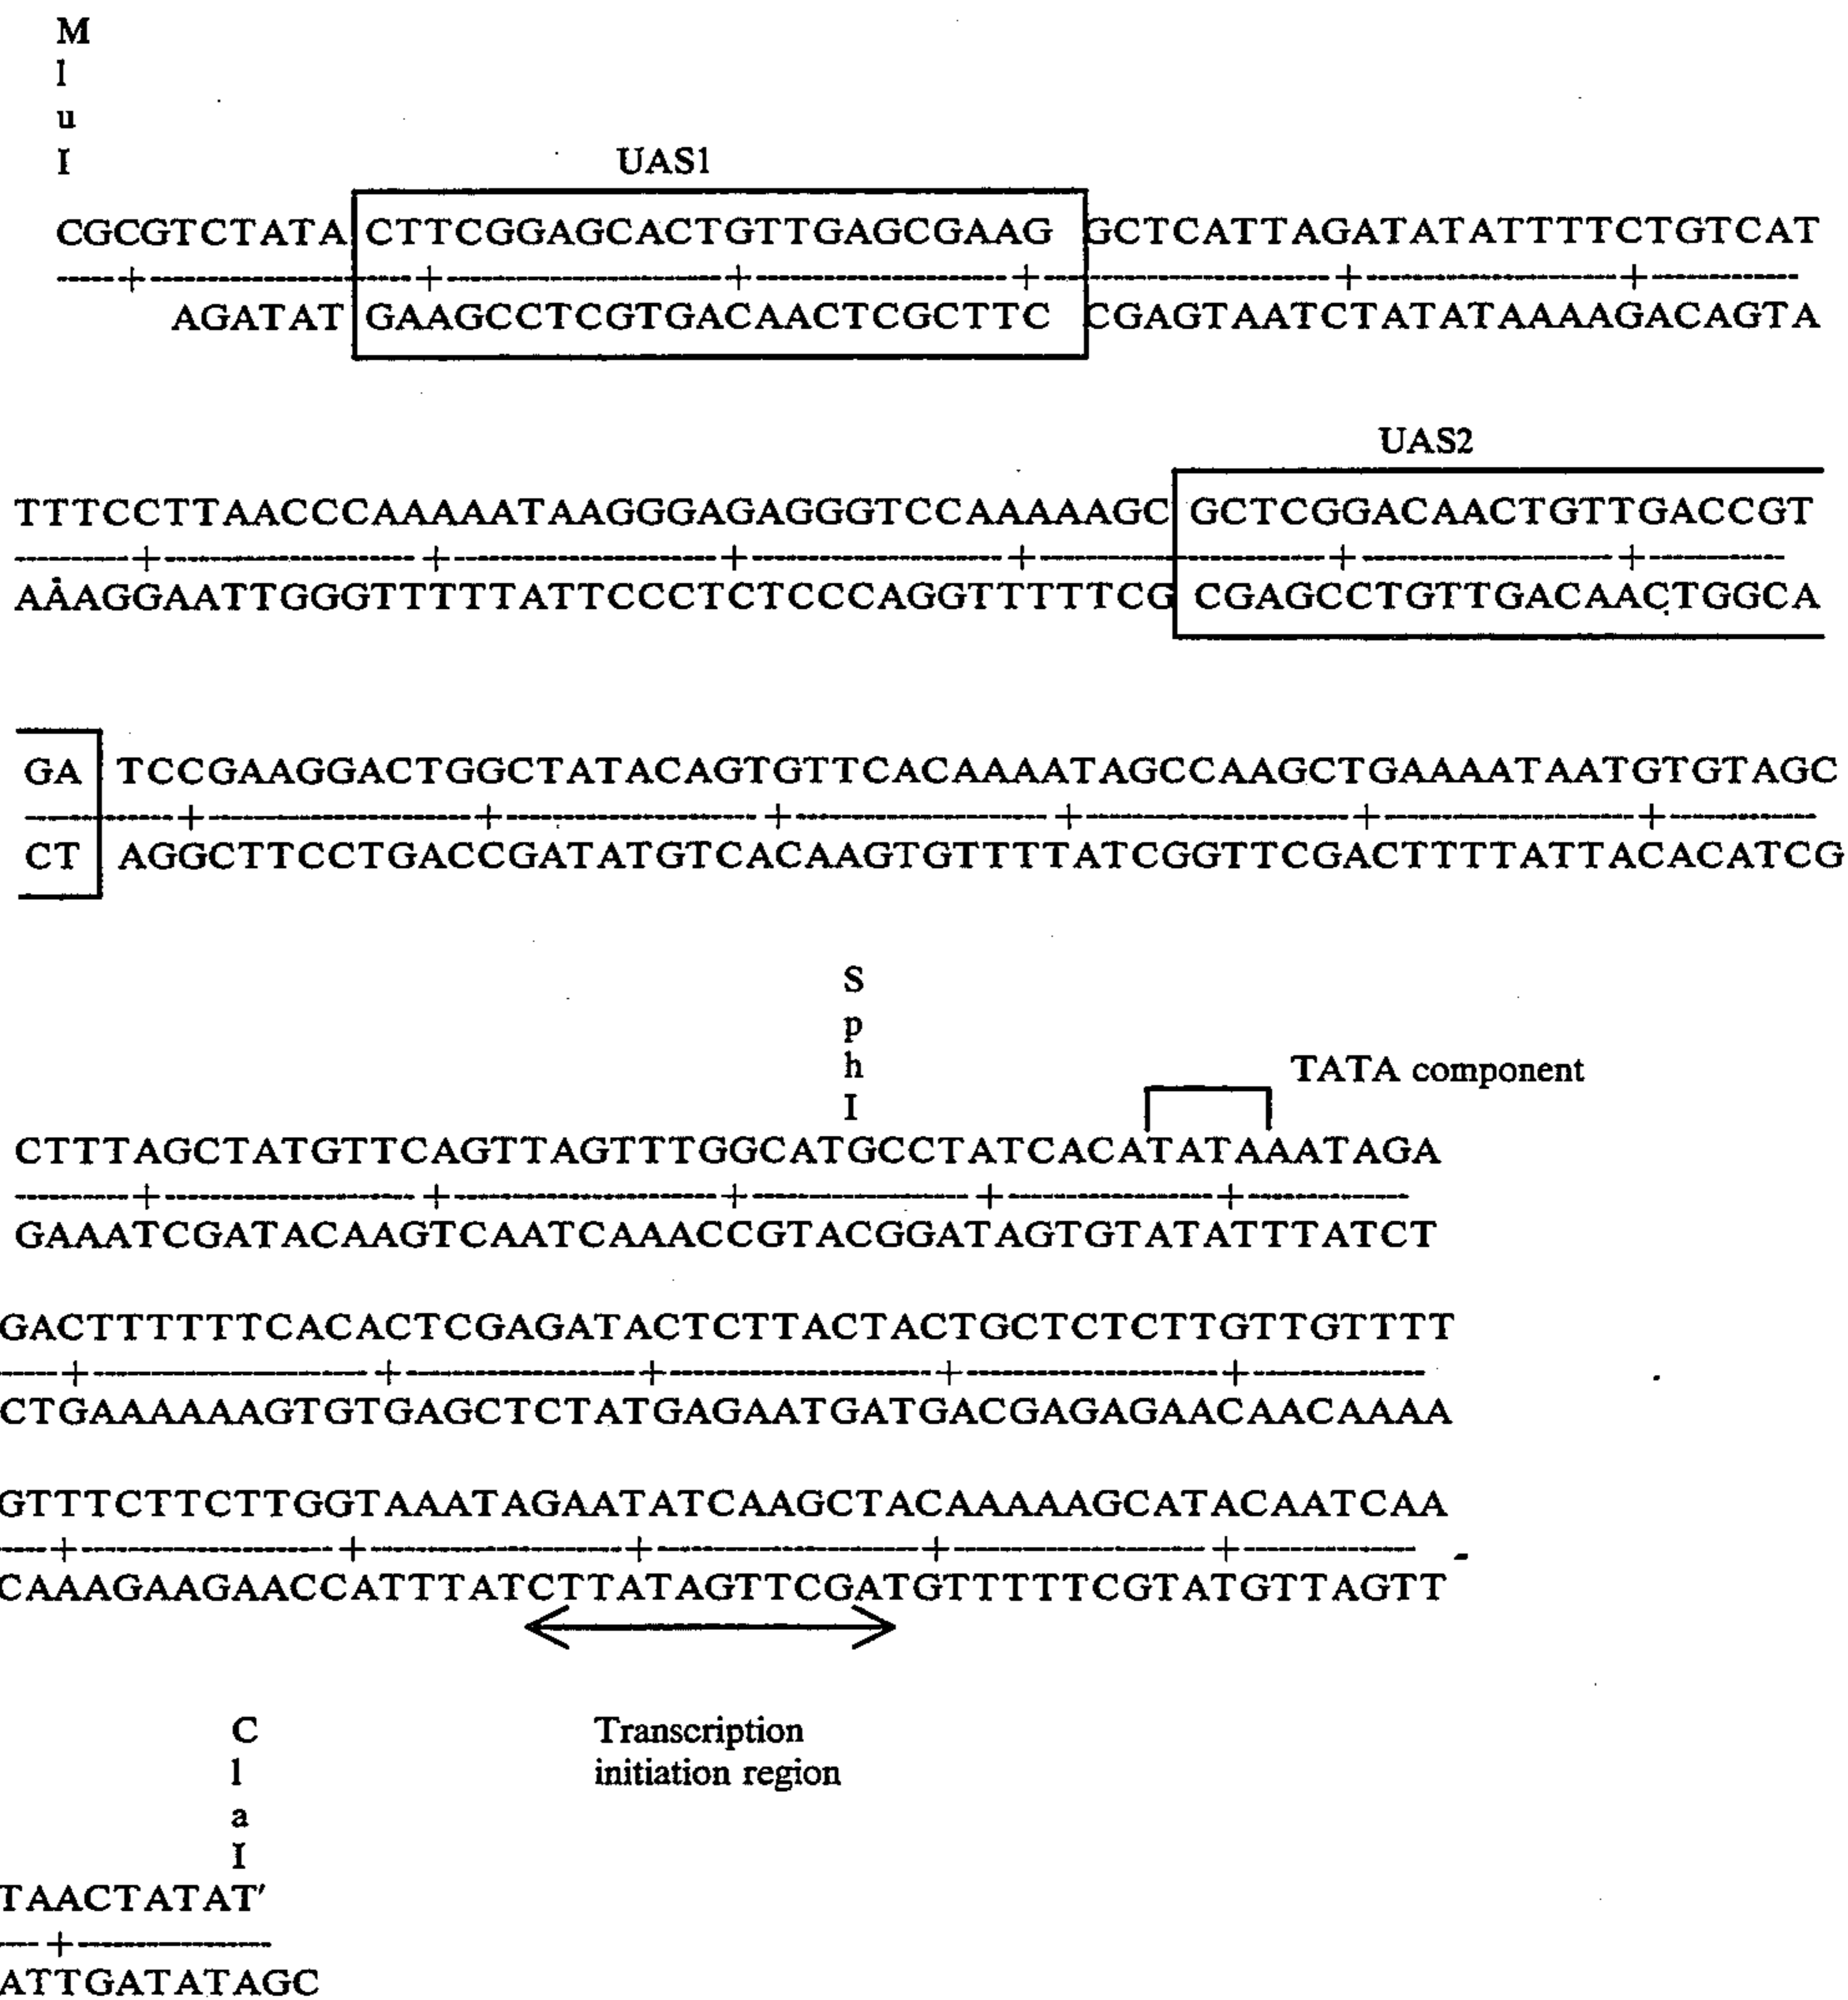 M
l
u
I
UAS1
CGCGTCTATA CTTCGGAGCACTGTTGAGCGAAG GCTCATTAGATATATTTTCTGTCAT
-----+---------------+---------------+---------------+---------------+---------------+---------
AGATAT GAAGCCTCGTGACAACTCGCTTC CGAGTAATCTATATAAAAGACAGTA
UAS2
TTTCCTTAACCCAAAAATAAGGGAGAGGGTCCAAAAAGC GCTCGGACAACTGTTGACCGT
-------+---------------+---------------+---------------+---------------+---------------+--------
AAAGGAATTGGGTTTTTATTCCCTCTCCCAGGTTTTTCG CGAGCCTGTTGACAACTGGCA
GA TCCGAAGGACTGGCTATACAGTGTTCACAAAATAGCCAAGCTGAAAATAATGTGTAGC
---------+---------------+---------------+---------------+---------------+---------------+---------
CT AGGCTTCCTGACCGATATGTCACAAGTGTTTTATCGGTTCGACTTTTATTACACATCG
S
p
h
I
TATA component
CTTTAGCTATGTTCAGTTAGTTTGGCATGCCTATCACATATAAATAGA
-------+---------------+---------------+-------------+------------+---------
GAAATCGATACAAGTCAATCAAACCGTACGGATAGTGTATATTTATCT
GACTTTTTTCACACTCGAGATACTCTTACTACTGCTCTCTTGTTGTTTT
----+---------------+-------------+---------------+--------------+---------
CTGAAAAAAGTGTGAGCTCTATGAGAATGATGACGAGAGAACAACAAAA
GTTTCTTCTTGGTAAATAGAATATCAAGCTACAAAAAGCATACAATCAA
---+--------------+--------------+---------------+--------------+---------
CAAAGAAGAACCATTTATCTTATAGTTCGATGTTTTTCGTATGTTAGTT
Transcription
initiation region
C
l
a
I
TAACTATAT'
---+----------
ATTGATATAGC